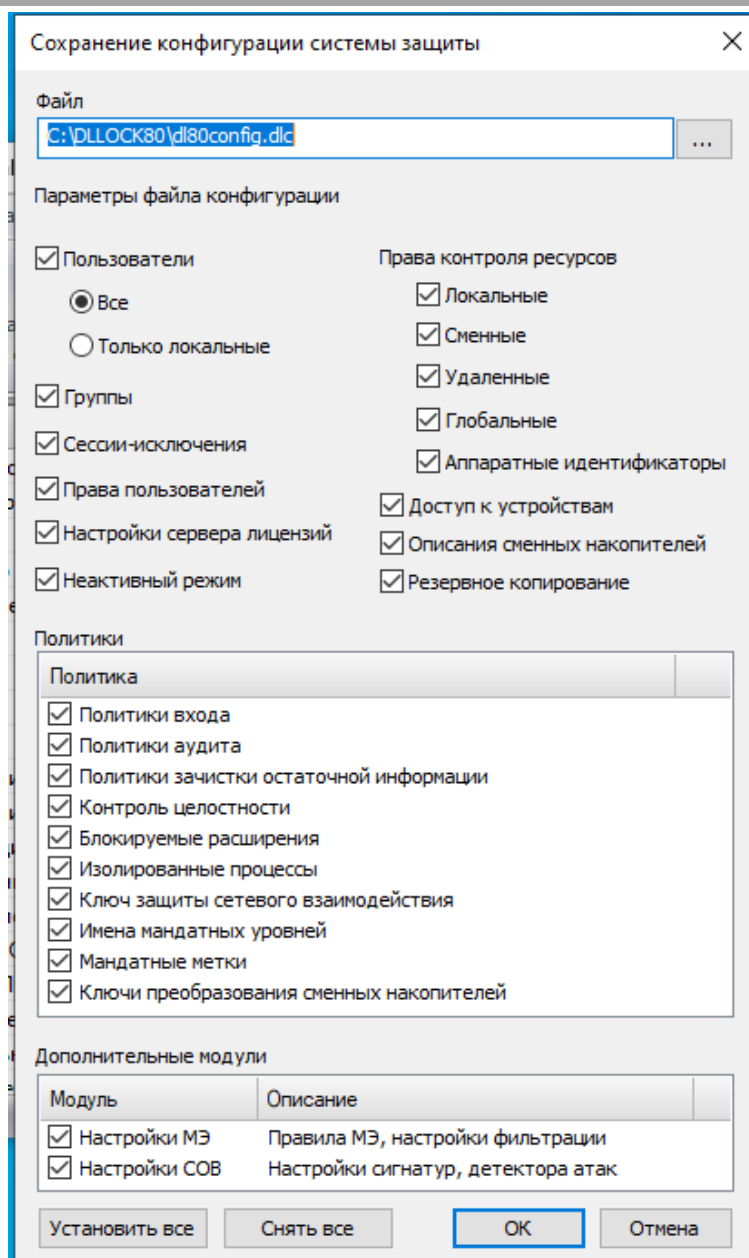 Сохранение конфигурации системы защиты
Файл
C:\DLLOCK80\dl80config.dlc
...
Параметры файла конфигурации
Пользователи
Все
Только локальные
Группы
Сессии-исключения
Права пользователей
Настройки сервера лицензий
Неактивный режим
Права контроля ресурсов
Локальные
Сменные
Удаленные
Глобальные
Аппаратные идентификаторы
Доступ к устройствам
Описания сменных накопителей
Резервное копирование
Политики
Политика
Политики входа
Политики аудита
Политики зачистки остаточной информации
Контроль целостности
Блокируемые расширения
Изолированные процессы
Ключ защиты сетевого взаимодействия
Имена мандатных уровней
Мандатные метки
Ключи преобразования сменных накопителей
Дополнительные модули
Модуль Описание
Настройки МЭ Правила МЭ, настройки фильтрации
Настройки СОВ Настройки сигнатур, детектора атак
Установить все Снять все ОК Отмена